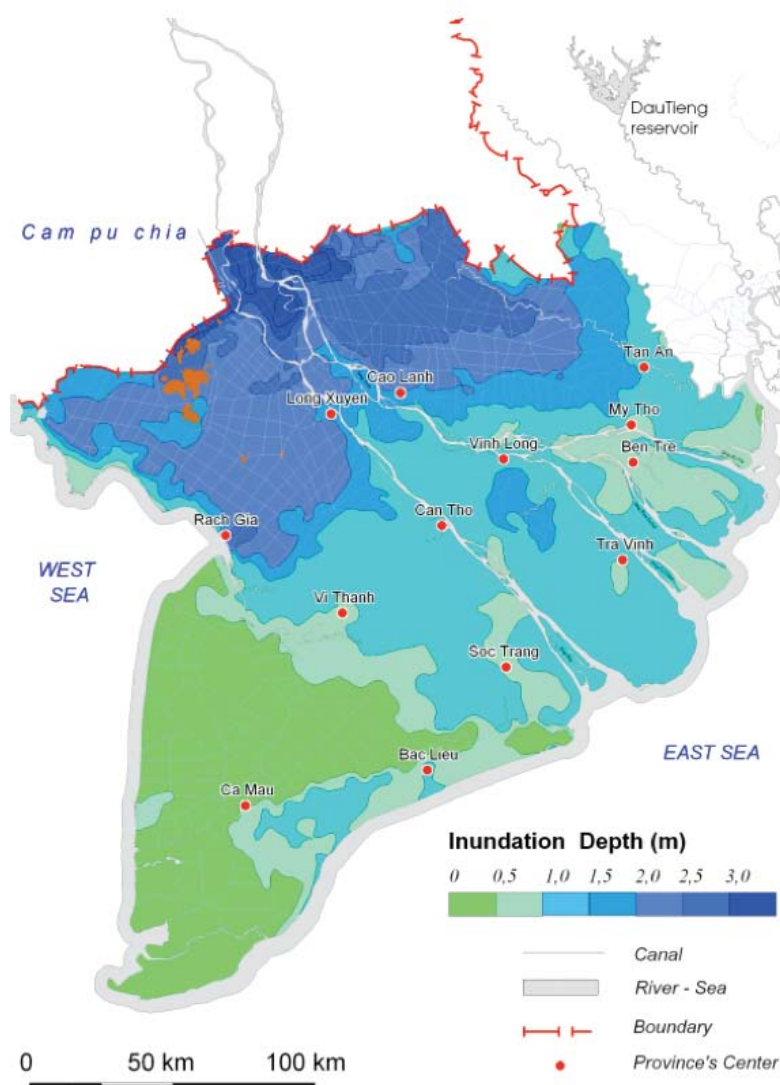 DauTieng
reservoir
Cam pu chia
Tan An
Cao Lanh
Long Xuyen
My Tho
Vinh Long
Ben Tre
Can Tho
Rach Gia
Tra Vinh
WEST
SEA
Vi Thanh
Soc Trang
EAST SEA
Bac Lieu
Ca Mau
Inundation Depth (m)
0 0,5 1,0 1,5 2,0 2,5 3,0
Canal
River - Sea
Boundary
Province's Center
0 50 km 100 km